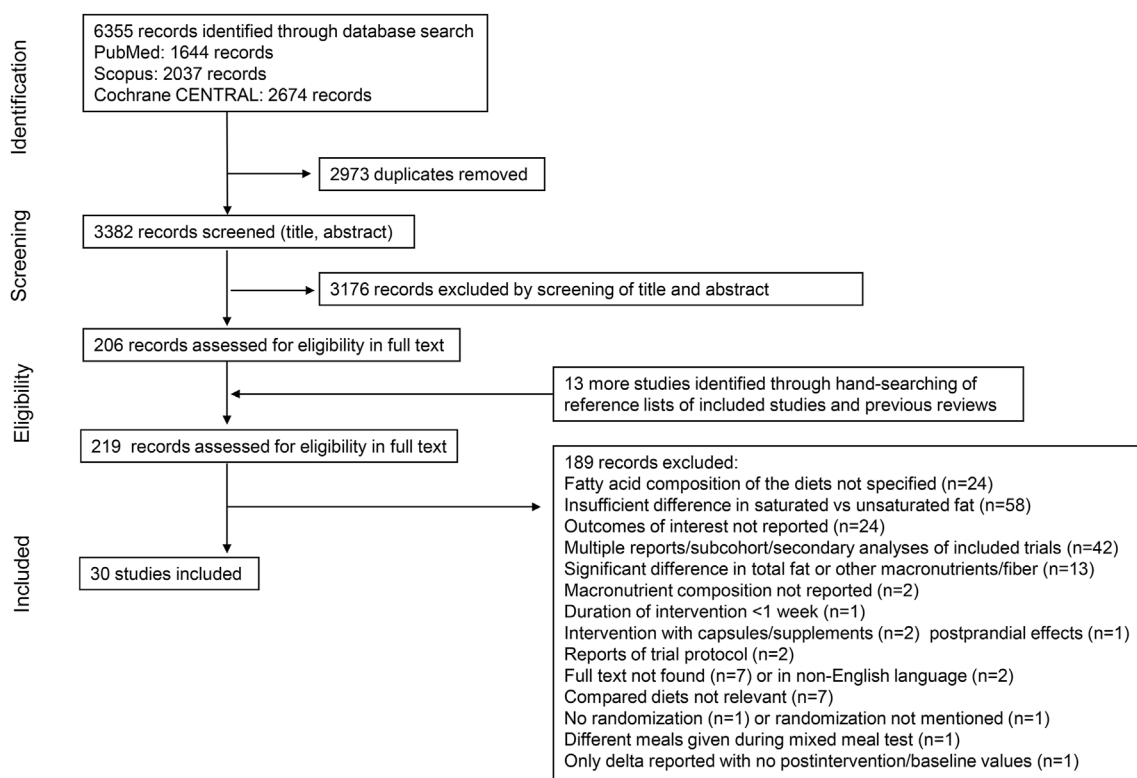 Identification
6355 records identified through database search
PubMed: 1644 records
Scopus: 2037 records
Cochrane CENTRAL: 2674 records
2973 duplicates removed
Screening
3382 records screened (title, abstract)
3176 records excluded by screening of title and abstract
Eligibility
206 records assessed for eligibility in full text
13 more studies identified through hand-searching of
reference lists of included studies and previous reviews
219 records assessed for eligibility in full text
Included
30 studies included
189 records excluded:
Fatty acid composition of the diets not specified (n=24)
Insufficient difference in saturated vs unsaturated fat (n=58)
Outcomes of interest not reported (n=24)
Multiple reports/subcohort/secondary analyses of included trials (n=42)
Significant difference in total fat or other macronutrients/fiber (n=13)
Macronutrient composition not reported (n=2)
Duration of intervention <1 week (n=1)
Intervention with capsules/supplements (n=2) postprandial effects (n=1)
Reports of trial protocol (n=2)
Full text not found (n=7) or in non-English language (n=2)
Compared diets not relevant (n=7)
No randomization (n=1) or randomization not mentioned (n=1)
Different meals given during mixed meal test (n=1)
Only delta reported with no postintervention/baseline values (n=1)